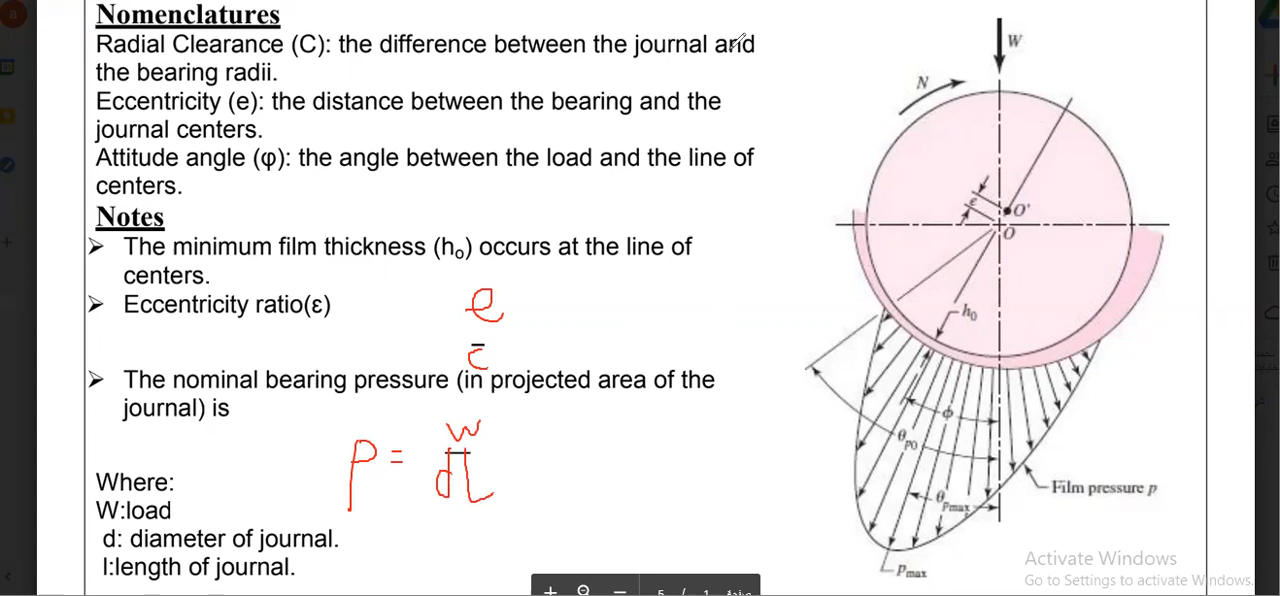 Nomenclatures
Radial Clearance (C): the difference between the journal and
the bearing radii.
Eccentricity (e): the distance between the bearing and the
journal centers.
Attitude angle (φ): the angle between the load and the line of
centers.
Notes
➢ The minimum film thickness (hₒ) occurs at the line of
centers.
➢ Eccentricity ratio(ε)
e
–
c
➢ The nominal bearing pressure (in projected area of the
journal) is
P = W
dl
Where:
W:load
d: diameter of journal.
l:length of journal.
W
N
e
O'
O
h₀
ϕ
θp0
θpmax
Film pressure p
Pmax
Activate Windows
Go to Settings to activate Windows.
a
+ − 5 / 1